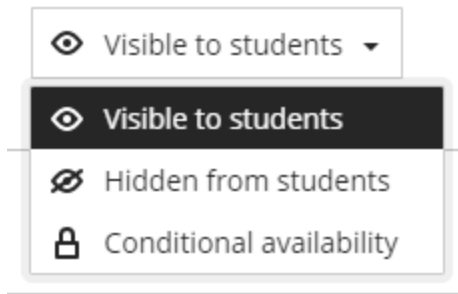 Visible to students
Visible to students
Hidden from students
Conditional availability